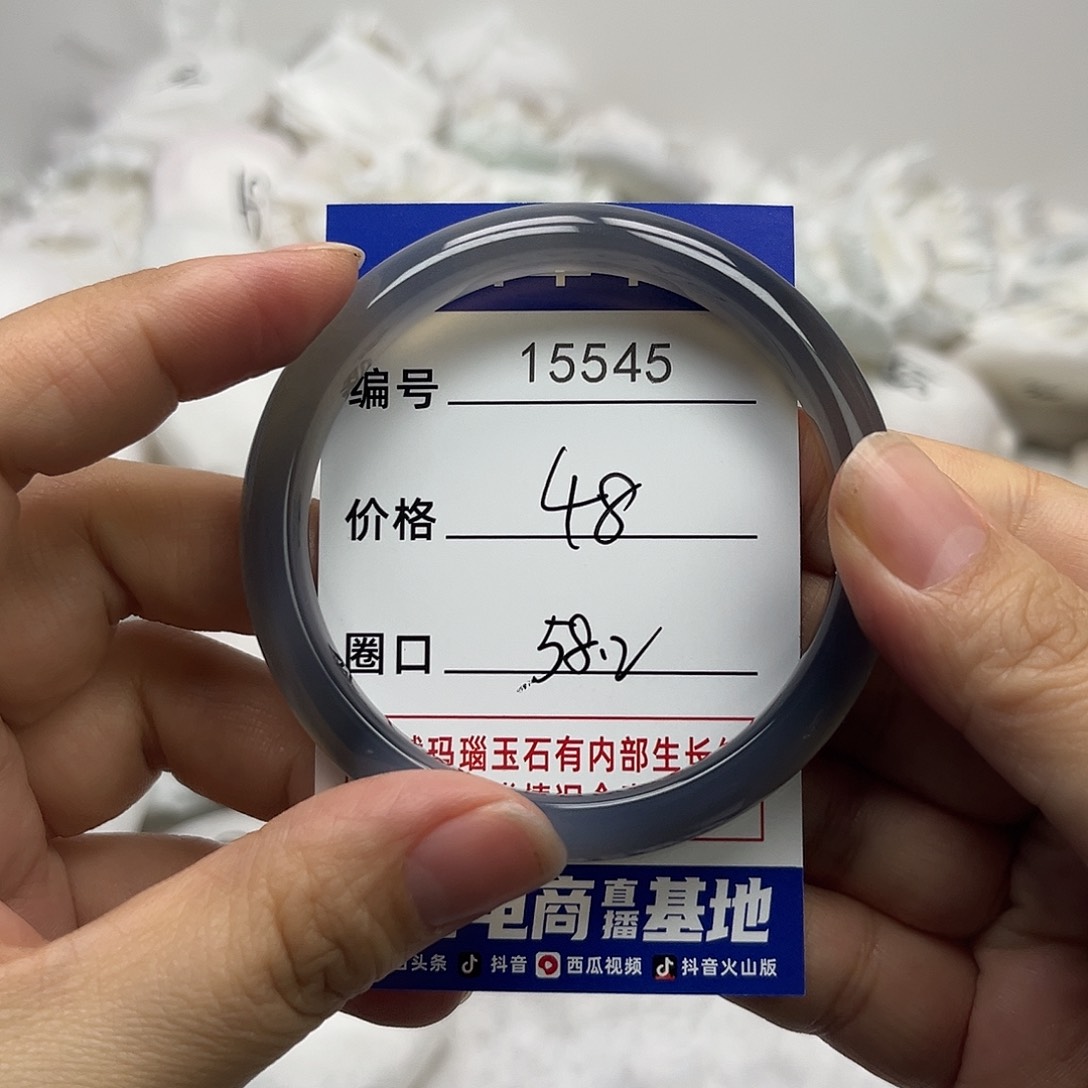 编号 15545
价格 48
圈口 58.2
玛瑙玉石有内部生长
电商直播基地
头条 抖音 西瓜视频 抖音火山版